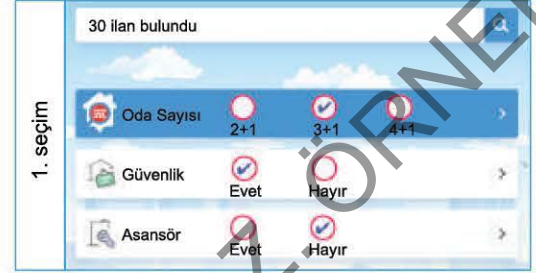 1. seçim
30 ilan bulundu
Oda Sayısı
2+1 3+1 4+1
Güvenlik
Evet Hayır
Asansör
Evet Hayır
Z. ÖRNE